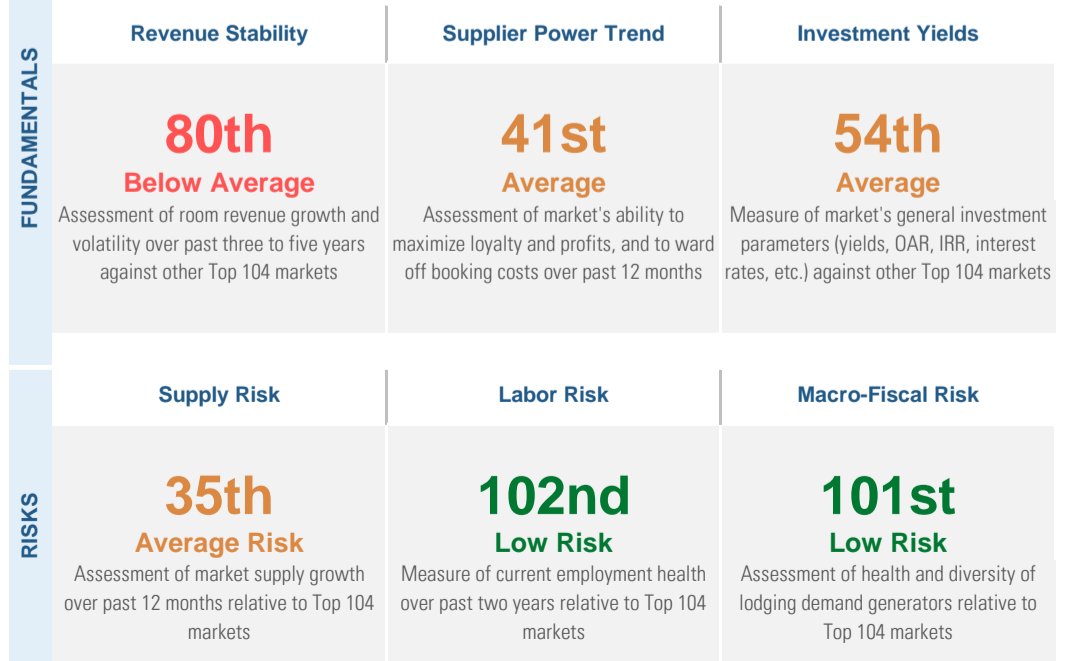 FUNDAMENTALS
Revenue Stability
80th
Below Average
Assessment of room revenue growth and
volatility over past three to five years
against other Top 104 markets
Supplier Power Trend
41st
Average
Assessment of market's ability to
maximize loyalty and profits, and to ward
off booking costs over past 12 months
Investment Yields
54th
Average
Measure of market's general investment
parameters (yields, OAR, IRR, interest
rates, etc.) against other Top 104 markets
RISKS
Supply Risk
35th
Average Risk
Assessment of market supply growth
over past 12 months relative to Top 104
markets
Labor Risk
102nd
Low Risk
Measure of current employment health
over past two years relative to Top 104
markets
Macro-Fiscal Risk
101st
Low Risk
Assessment of health and diversity of
lodging demand generators relative to
Top 104 markets